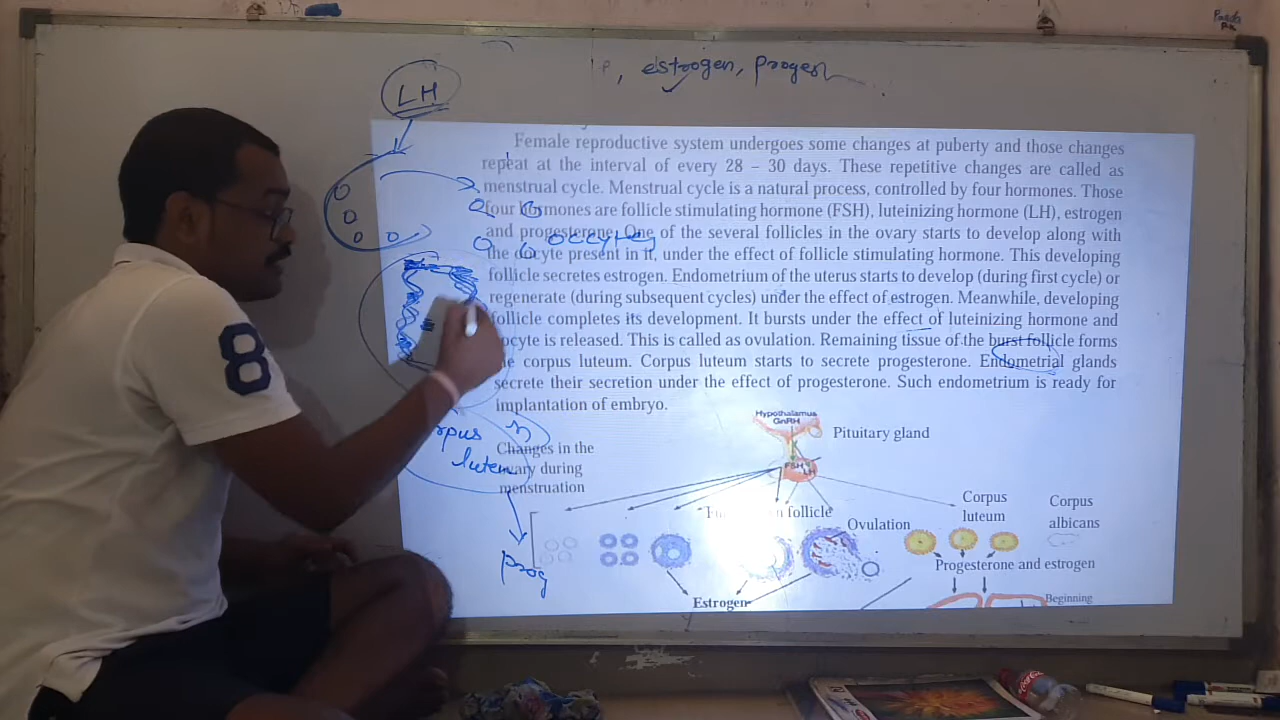 estrogen, progest
LH
Female reproductive system undergoes some changes at puberty and those changes
repeat at the interval of every 28 – 30 days. These repetitive changes are called as
menstrual cycle. Menstrual cycle is a natural process, controlled by four hormones. Those
four hormones are follicle stimulating hormone (FSH), luteinizing hormone (LH), estrogen
and progesterone. One of the several follicles in the ovary starts to develop along with
oocytes
the oocyte present in it, under the effect of follicle stimulating hormone. This developing
follicle secretes estrogen. Endometrium of the uterus starts to develop (during first cycle) or
regenerate (during subsequent cycles) under the effect of estrogen. Meanwhile, developing
follicle completes its development. It bursts under the effect of luteinizing hormone and
oocyte is released. This is called as ovulation. Remaining tissue of the burst follicle forms
corpus luteum. Corpus luteum starts to secrete progesterone. Endometrial glands
secrete their secretion under the effect of progesterone. Such endometrium is ready for
implantation of embryo.
Hypothalamus
GnRH
Pituitary gland
FSH
LH
rpus
luteu
Changes in the
ovary during
menstruation
follicle
Ovulation
Corpus
luteum
Corpus
albicans
prog
Progesterone and estrogen
Estrogen
Beginning
8